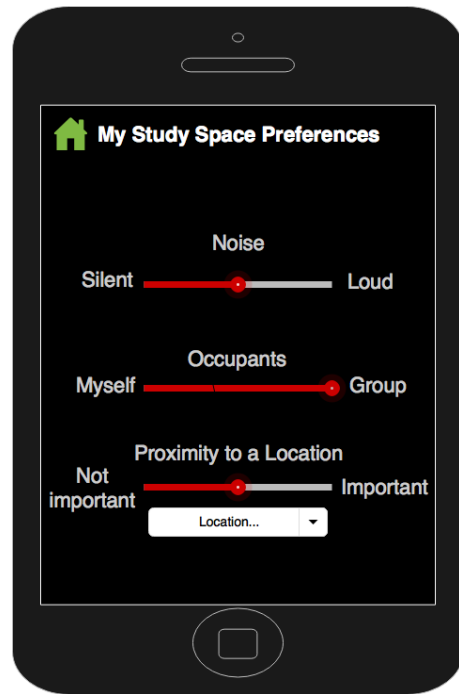 My Study Space Preferences
Noise
Silent
Loud
Occupants
Myself
Group
Proximity to a Location
Not
important
Important
Location...